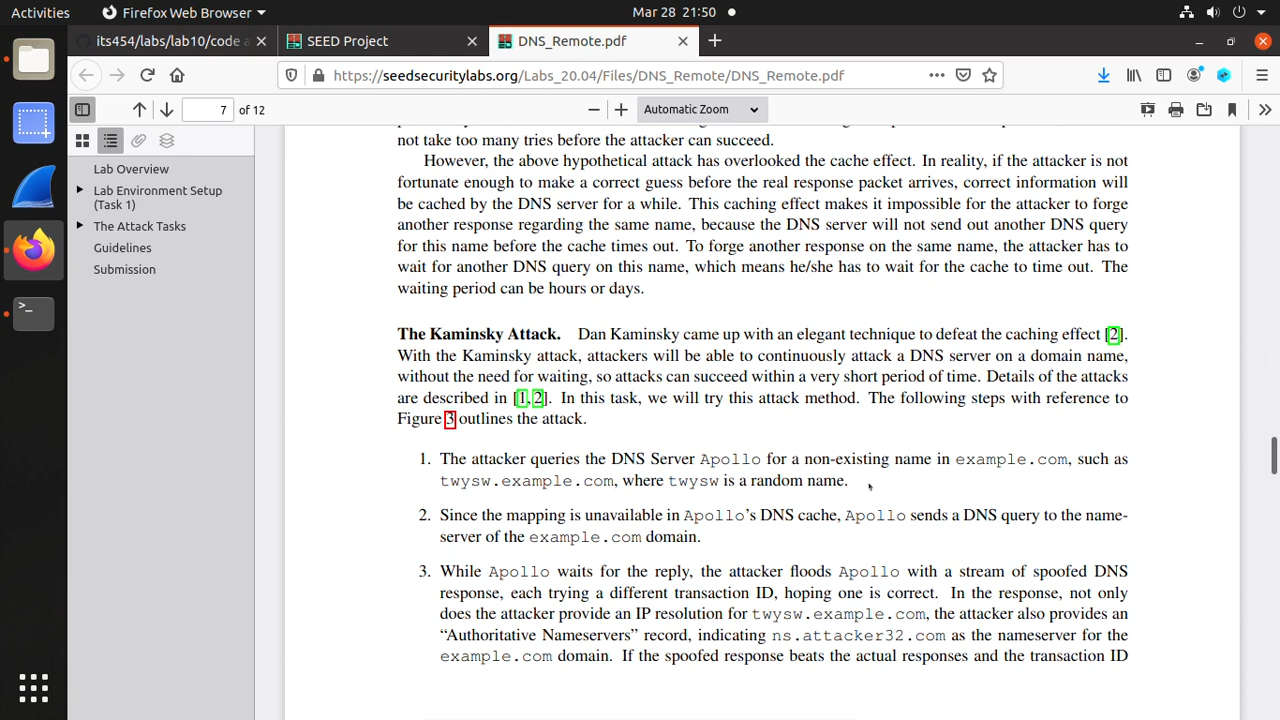 Activities
Firefox Web Browser
Mar 28 21:50
its454/labs/lab10/code a
SEED Project
DNS_Remote.pdf
https://seedsecuritylabs.org/Labs_20.04/Files/DNS_Remote/DNS_Remote.pdf
7 of 12
Automatic Zoom
Lab Overview
Lab Environment Setup
(Task 1)
The Attack Tasks
Guidelines
Submission
not take too many tries before the attacker can succeed.
However, the above hypothetical attack has overlooked the cache effect. In reality, if the attacker is not
fortunate enough to make a correct guess before the real response packet arrives, correct information will
be cached by the DNS server for a while. This caching effect makes it impossible for the attacker to forge
another response regarding the same name, because the DNS server will not send out another DNS query
for this name before the cache times out. To forge another response on the same name, the attacker has to
wait for another DNS query on this name, which means he/she has to wait for the cache to time out. The
waiting period can be hours or days.
The Kaminsky Attack. Dan Kaminsky came up with an elegant technique to defeat the caching effect [2].
With the Kaminsky attack, attackers will be able to continuously attack a DNS server on a domain name,
without the need for waiting, so attacks can succeed within a very short period of time. Details of the attacks
are described in [1, 2]. In this task, we will try this attack method. The following steps with reference to
Figure 3 outlines the attack.
1. The attacker queries the DNS Server Apollo for a non-existing name in example.com, such as
twysw.example.com, where twysw is a random name.
2. Since the mapping is unavailable in Apollo's DNS cache, Apollo sends a DNS query to the name-
server of the example.com domain.
3. While Apollo waits for the reply, the attacker floods Apollo with a stream of spoofed DNS
response, each trying a different transaction ID, hoping one is correct. In the response, not only
does the attacker provide an IP resolution for twysw.example.com, the attacker also provides an
“Authoritative Nameservers” record, indicating ns.attacker32.com as the nameserver for the
example.com domain. If the spoofed response beats the actual responses and the transaction ID